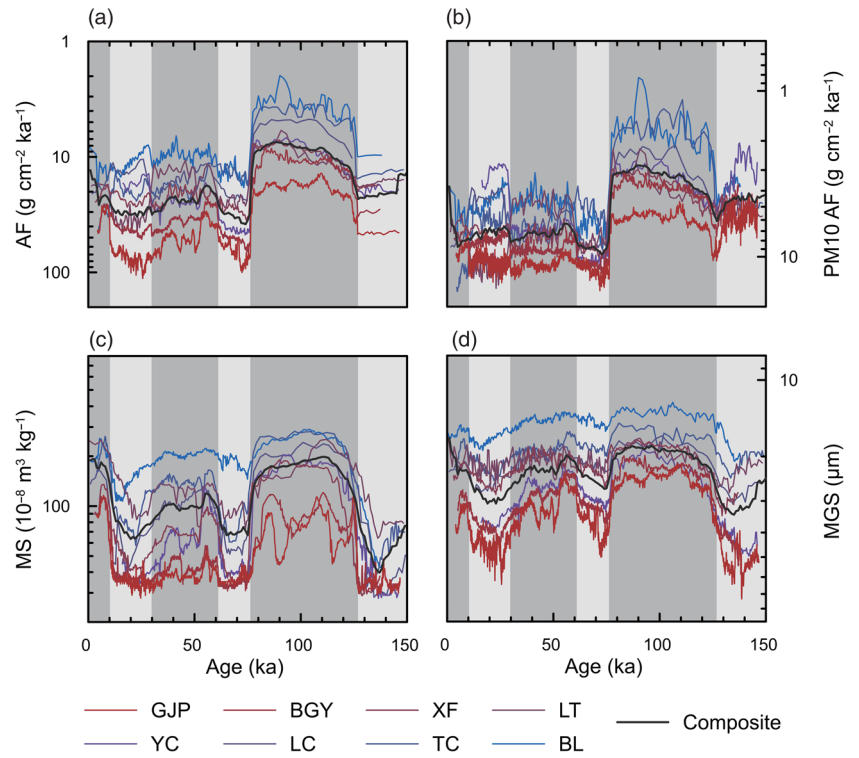 (a)
(b)
1
10
100
AF (g cm⁻² ka⁻¹)
1
10
PM10 AF (g cm⁻² ka⁻¹)
(c)
(d)
100
MS (10⁻⁸ m³ kg⁻¹)
10
MGS (μm)
0 50 100 150
0 50 100 150
Age (ka)
Age (ka)
GJP BGY XF LT Composite
YC LC TC BL